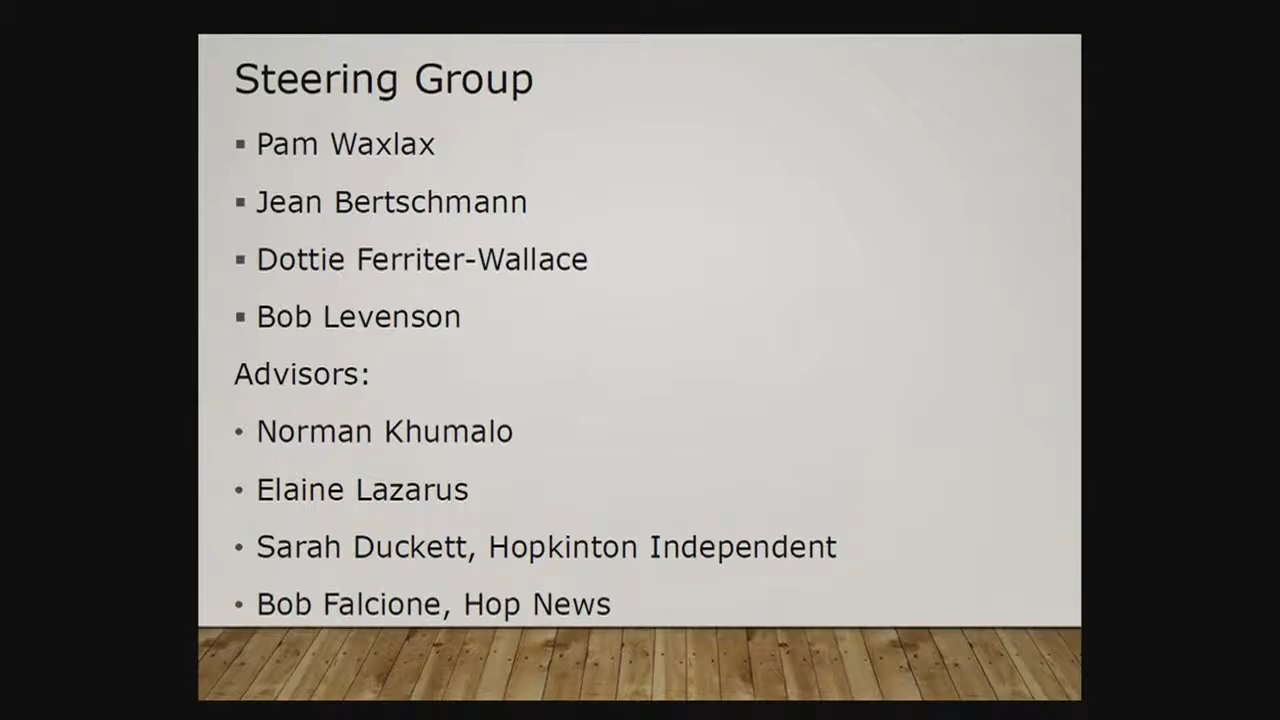 Steering Group
▪ Pam Waxlax
▪ Jean Bertschmann
▪ Dottie Ferriter-Wallace
▪ Bob Levenson
Advisors:
• Norman Khumalo
• Elaine Lazarus
• Sarah Duckett, Hopkinton Independent
• Bob Falcione, Hop News